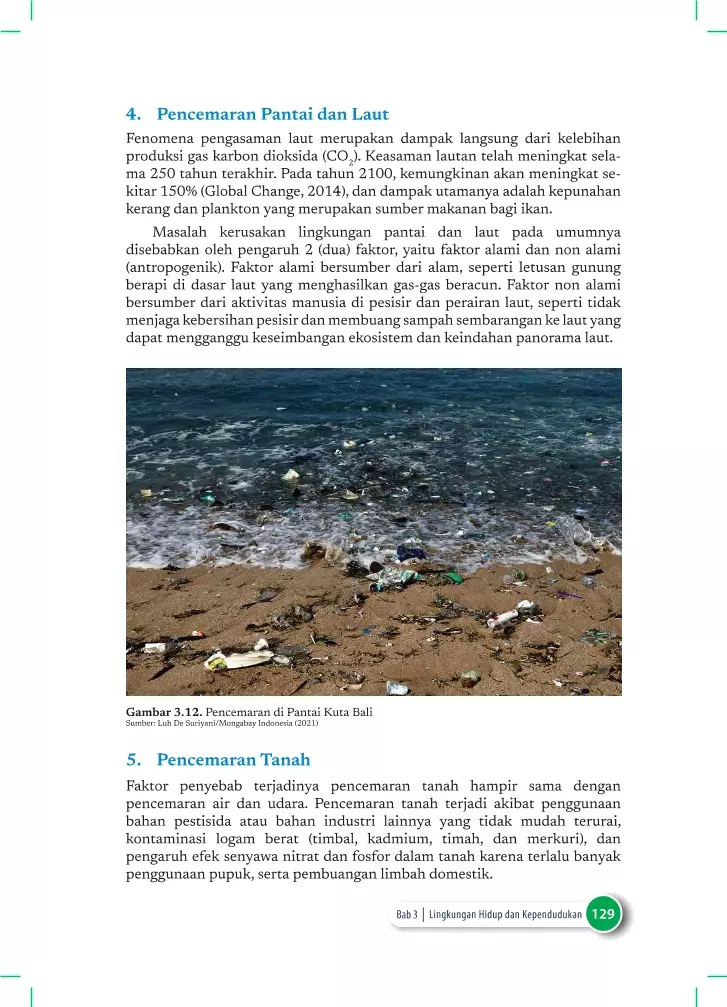 4. Pencemaran Pantai dan Laut
Fenomena pengasaman laut merupakan dampak langsung dari kelebihan
produksi gas karbon dioksida (CO₂). Keasaman lautan telah meningkat sela-
ma 250 tahun terakhir. Pada tahun 2100, kemungkinan akan meningkat se-
kitar 150% (Global Change, 2014), dan dampak utamanya adalah kepunahan
kerang dan plankton yang merupakan sumber makanan bagi ikan.
Masalah kerusakan lingkungan pantai dan laut pada umumnya
disebabkan oleh pengaruh 2 (dua) faktor, yaitu faktor alami dan non alami
(antropogenik). Faktor alami bersumber dari alam, seperti letusan gunung
berapi di dasar laut yang menghasilkan gas-gas beracun. Faktor non alami
bersumber dari aktivitas manusia di pesisir dan perairan laut, seperti tidak
menjaga kebersihan pesisir dan membuang sampah sembarangan ke laut yang
dapat mengganggu keseimbangan ekosistem dan keindahan panorama laut.
Gambar 3.12. Pencemaran di Pantai Kuta Bali
Sumber: Luh De Suriyani/Mongabay Indonesia (2021)
5. Pencemaran Tanah
Faktor penyebab terjadinya pencemaran tanah hampir sama dengan
pencemaran air dan udara. Pencemaran tanah terjadi akibat penggunaan
bahan pestisida atau bahan industri lainnya yang tidak mudah terurai,
kontaminasi logam berat (timbal, kadmium, timah, dan merkuri), dan
pengaruh efek senyawa nitrat dan fosfor dalam tanah karena terlalu banyak
penggunaan pupuk, serta pembuangan limbah domestik.
Bab 3 | Lingkungan Hidup dan Kependudukan 129